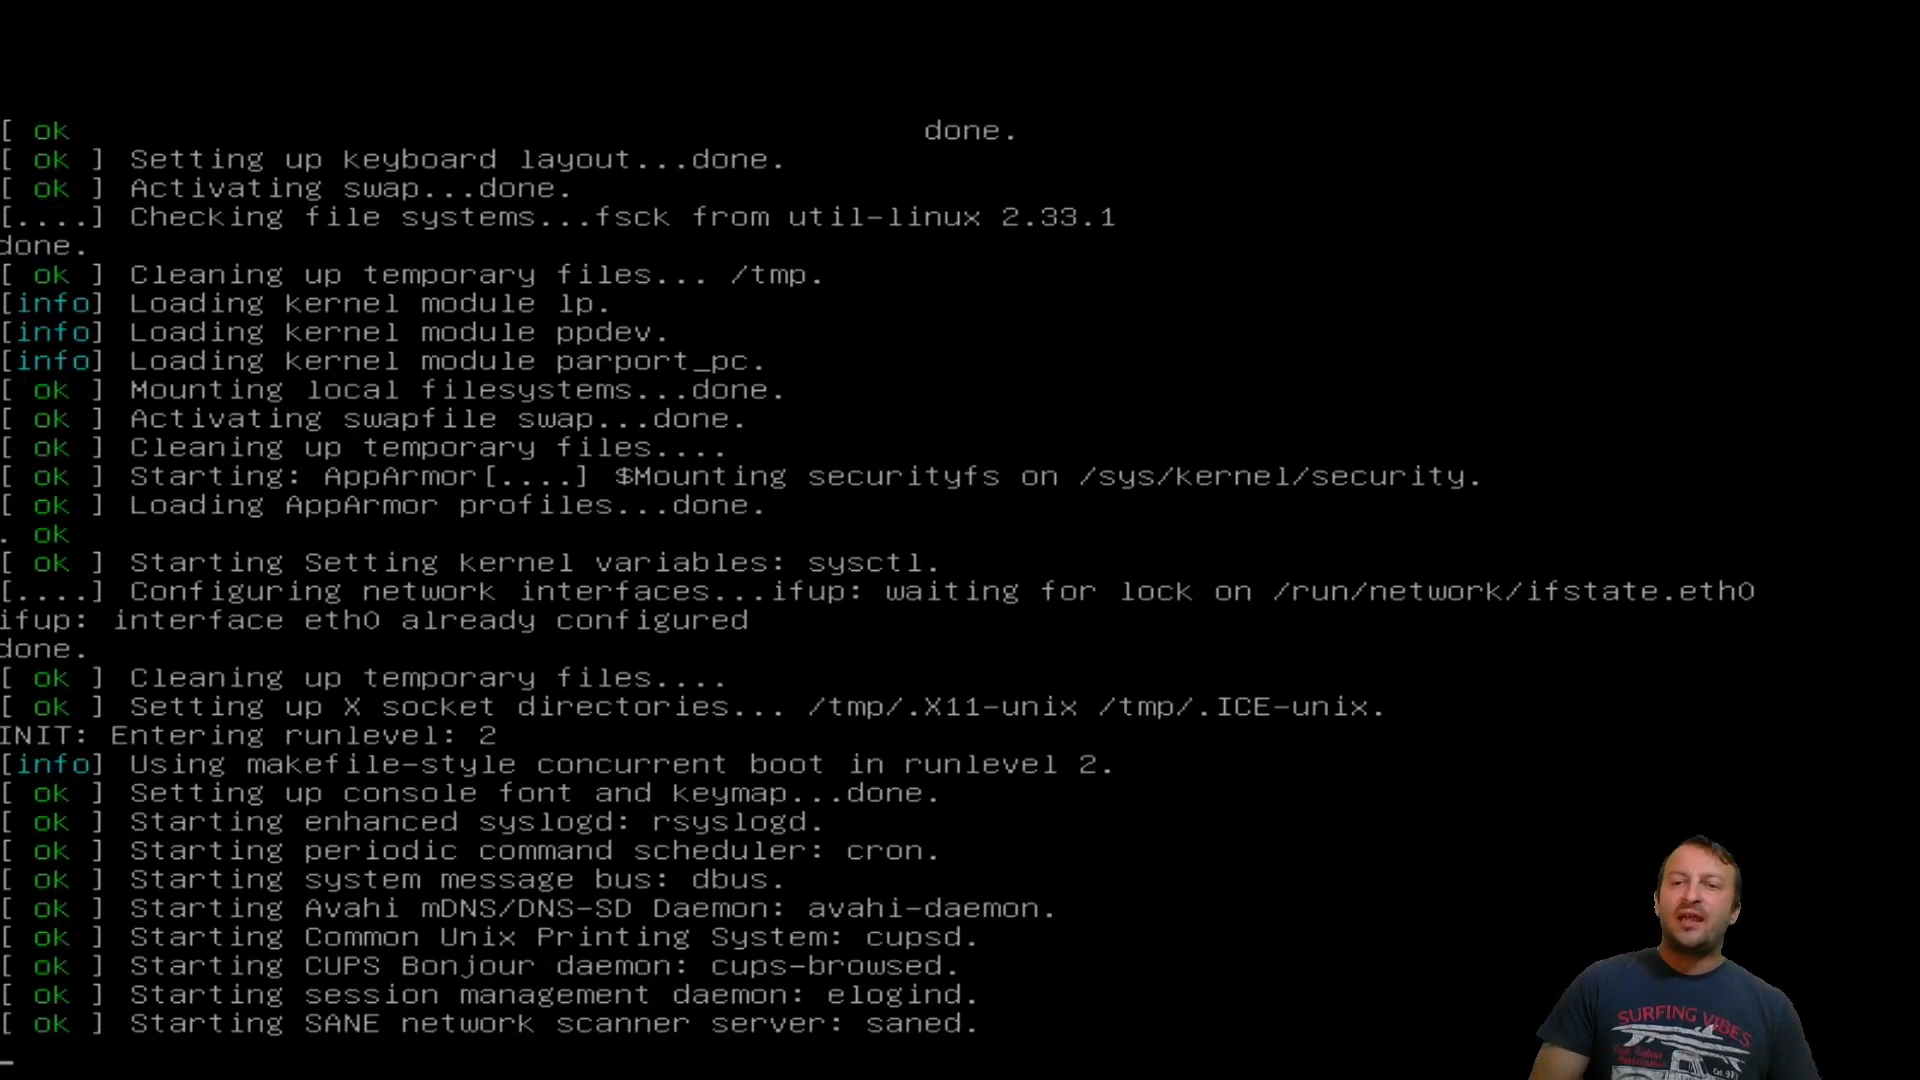 [ ok done.
[ ok ] Setting up keyboard layout...done.
[ ok ] Activating swap...done.
[....] Checking file systems...fsck from util-linux 2.33.1
done.
[ ok ] Cleaning up temporary files... /tmp.
[info] Loading kernel module lp.
[info] Loading kernel module ppdev.
[info] Loading kernel module parport_pc.
[ ok ] Mounting local filesystems...done.
[ ok ] Activating swapfile swap...done.
[ ok ] Cleaning up temporary files....
[ ok ] Starting: AppArmor[....] $Mounting securityfs on /sys/kernel/security.
[ ok ] Loading AppArmor profiles...done.
. ok
[ ok ] Starting Setting kernel variables: sysctl.
[....] Configuring network interfaces...ifup: waiting for lock on /run/network/ifstate.eth0
ifup: interface eth0 already configured
done.
[ ok ] Cleaning up temporary files....
[ ok ] Setting up X socket directories... /tmp/.X11-unix /tmp/.ICE-unix.
INIT: Entering runlevel: 2
[info] Using makefile-style concurrent boot in runlevel 2.
[ ok ] Setting up console font and keymap...done.
[ ok ] Starting enhanced syslogd: rsyslogd.
[ ok ] Starting periodic command scheduler: cron.
[ ok ] Starting system message bus: dbus.
[ ok ] Starting Avahi mDNS/DNS-SD Daemon: avahi-daemon.
[ ok ] Starting Common Unix Printing System: cupsd.
[ ok ] Starting CUPS Bonjour daemon: cups-browsed.
[ ok ] Starting session management daemon: elogind.
[ ok ] Starting SANE network scanner server: saned.
SURFING VIBES